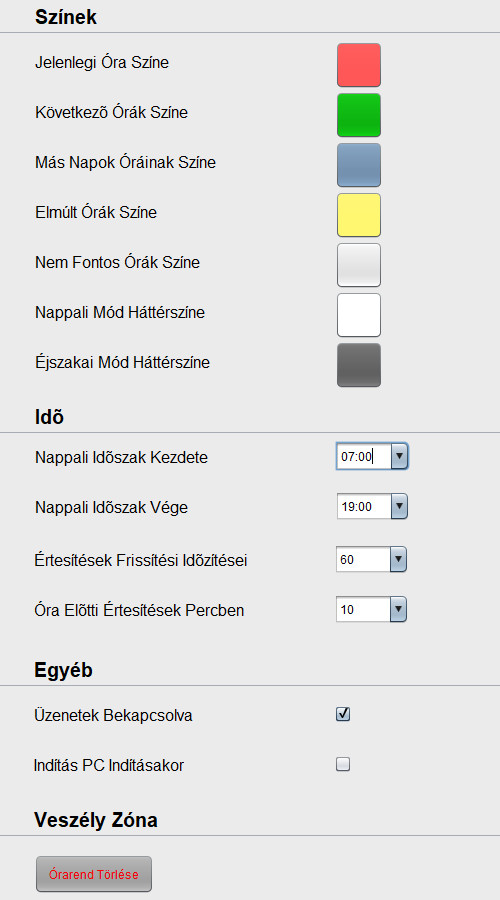 Színek
Jelenlegi Óra Színe
Következõ Órák Színe
Más Napok Óráinak Színe
Elmúlt Órák Színe
Nem Fontos Órák Színe
Nappali Mód Háttérszíne
Éjszakai Mód Háttérszíne
Idõ
Nappali Idõszak Kezdete 07:00
Nappali Idõszak Vége 19:00
Értesítések Frissítési Idõzítései 60
Óra Elõtti Értesítések Percben 10
Egyéb
Üzenetek Bekapcsolva
Indítás PC Indításakor
Veszély Zóna
Órarend Törlése